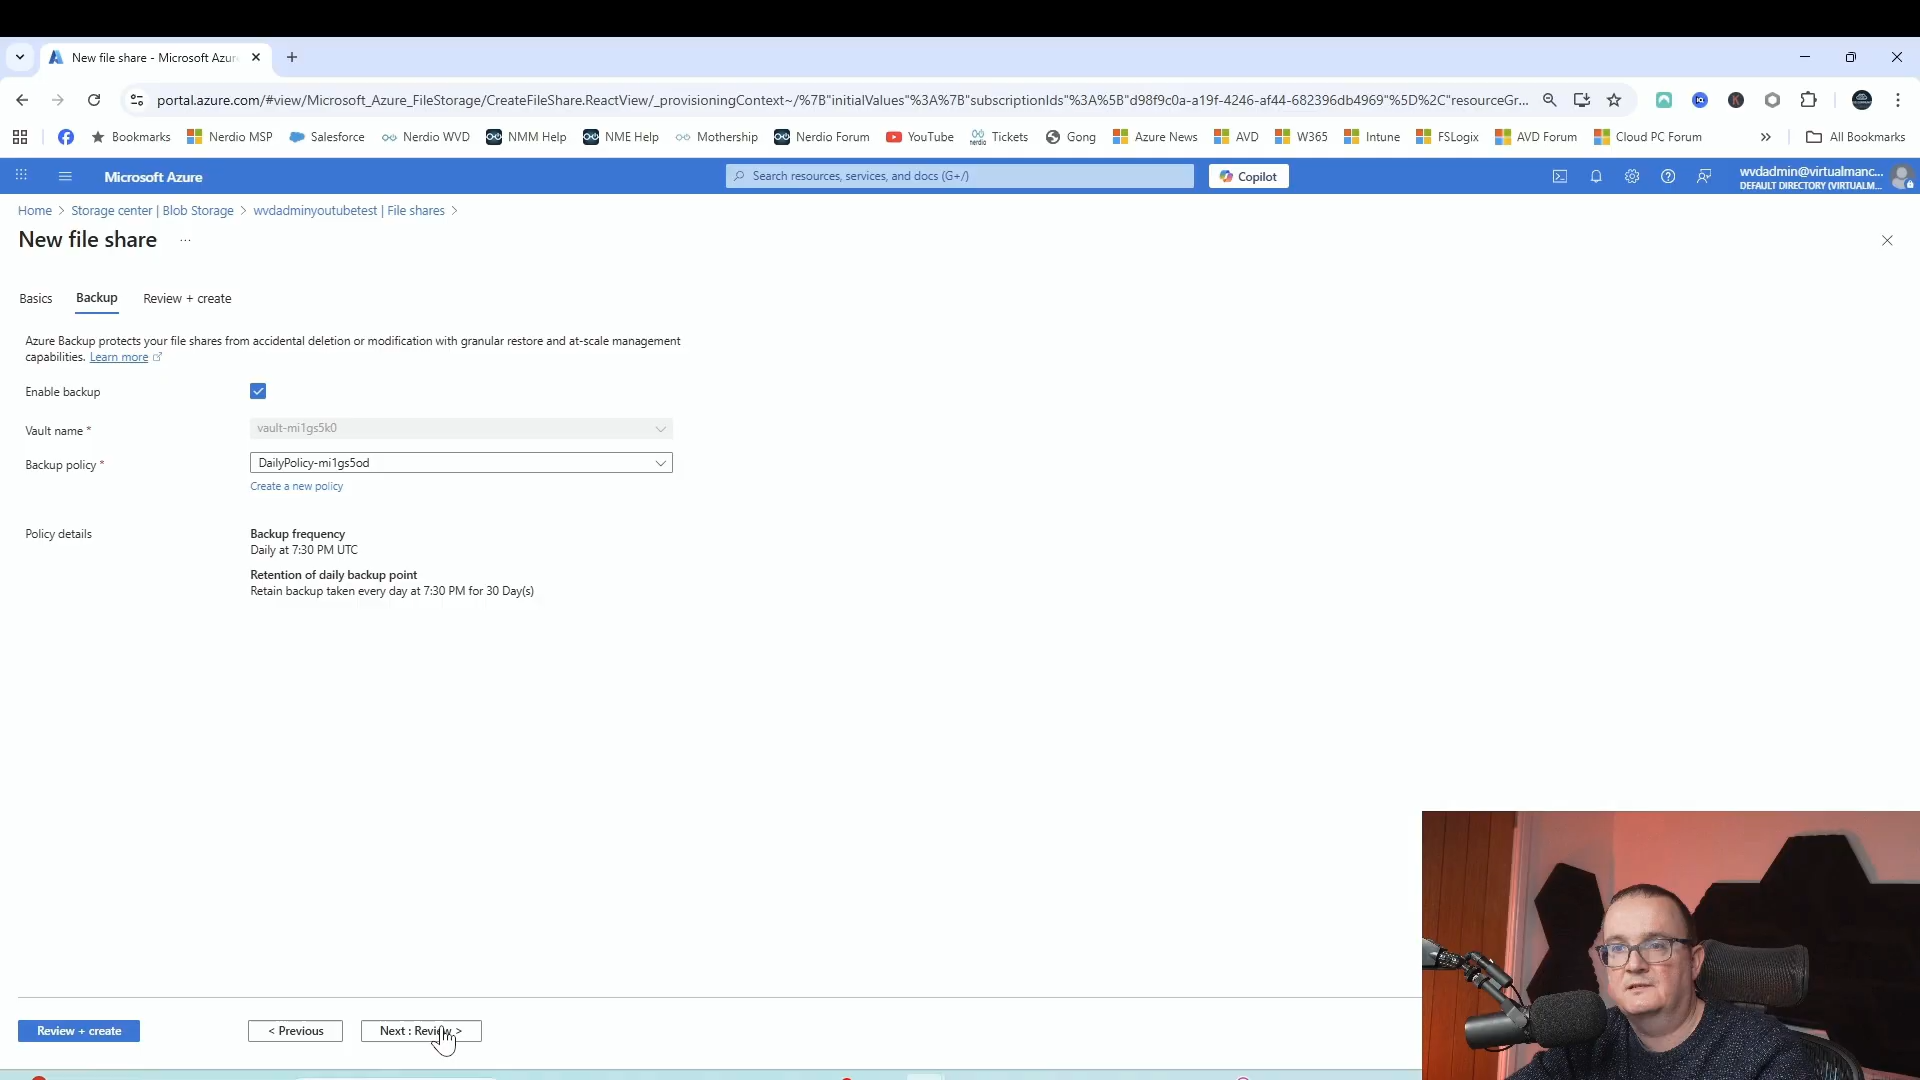 New file share - Microsoft Azur
portal.azure.com/#view/Microsoft_Azure_FileStorage/CreateFileShare.ReactView/_provisioningContext~/%7B"initialValues"%3A%7B"subscriptionIds"%3A%5B"d98f9c0a-a19f-4246-af44-682396db4969"%5D%2C"resourceGr...
Bookmarks Nerdio MSP Salesforce Nerdio WVD NMM Help NME Help Mothership Nerdio Forum YouTube Tickets Gong Azure News AVD W365 Intune FSLogix AVD Forum Cloud PC Forum » All Bookmarks
Microsoft Azure
Search resources, services, and docs (G+/)
Copilot
wvdadmin@virtualmanc...
DEFAULT DIRECTORY (VIRTUALM...
Home > Storage center | Blob Storage > wvdadminyoutubetest | File shares >
New file share ...
Basics Backup Review + create
Azure Backup protects your file shares from accidental deletion or modification with granular restore and at-scale management
capabilities. Learn more
Enable backup
Vault name * vault-mi1gs5k0
Backup policy * DailyPolicy-mi1gs5od
Create a new policy
Policy details
Backup frequency
Daily at 7:30 PM UTC
Retention of daily backup point
Retain backup taken every day at 7:30 PM for 30 Day(s)
Review + create < Previous Next : Review >